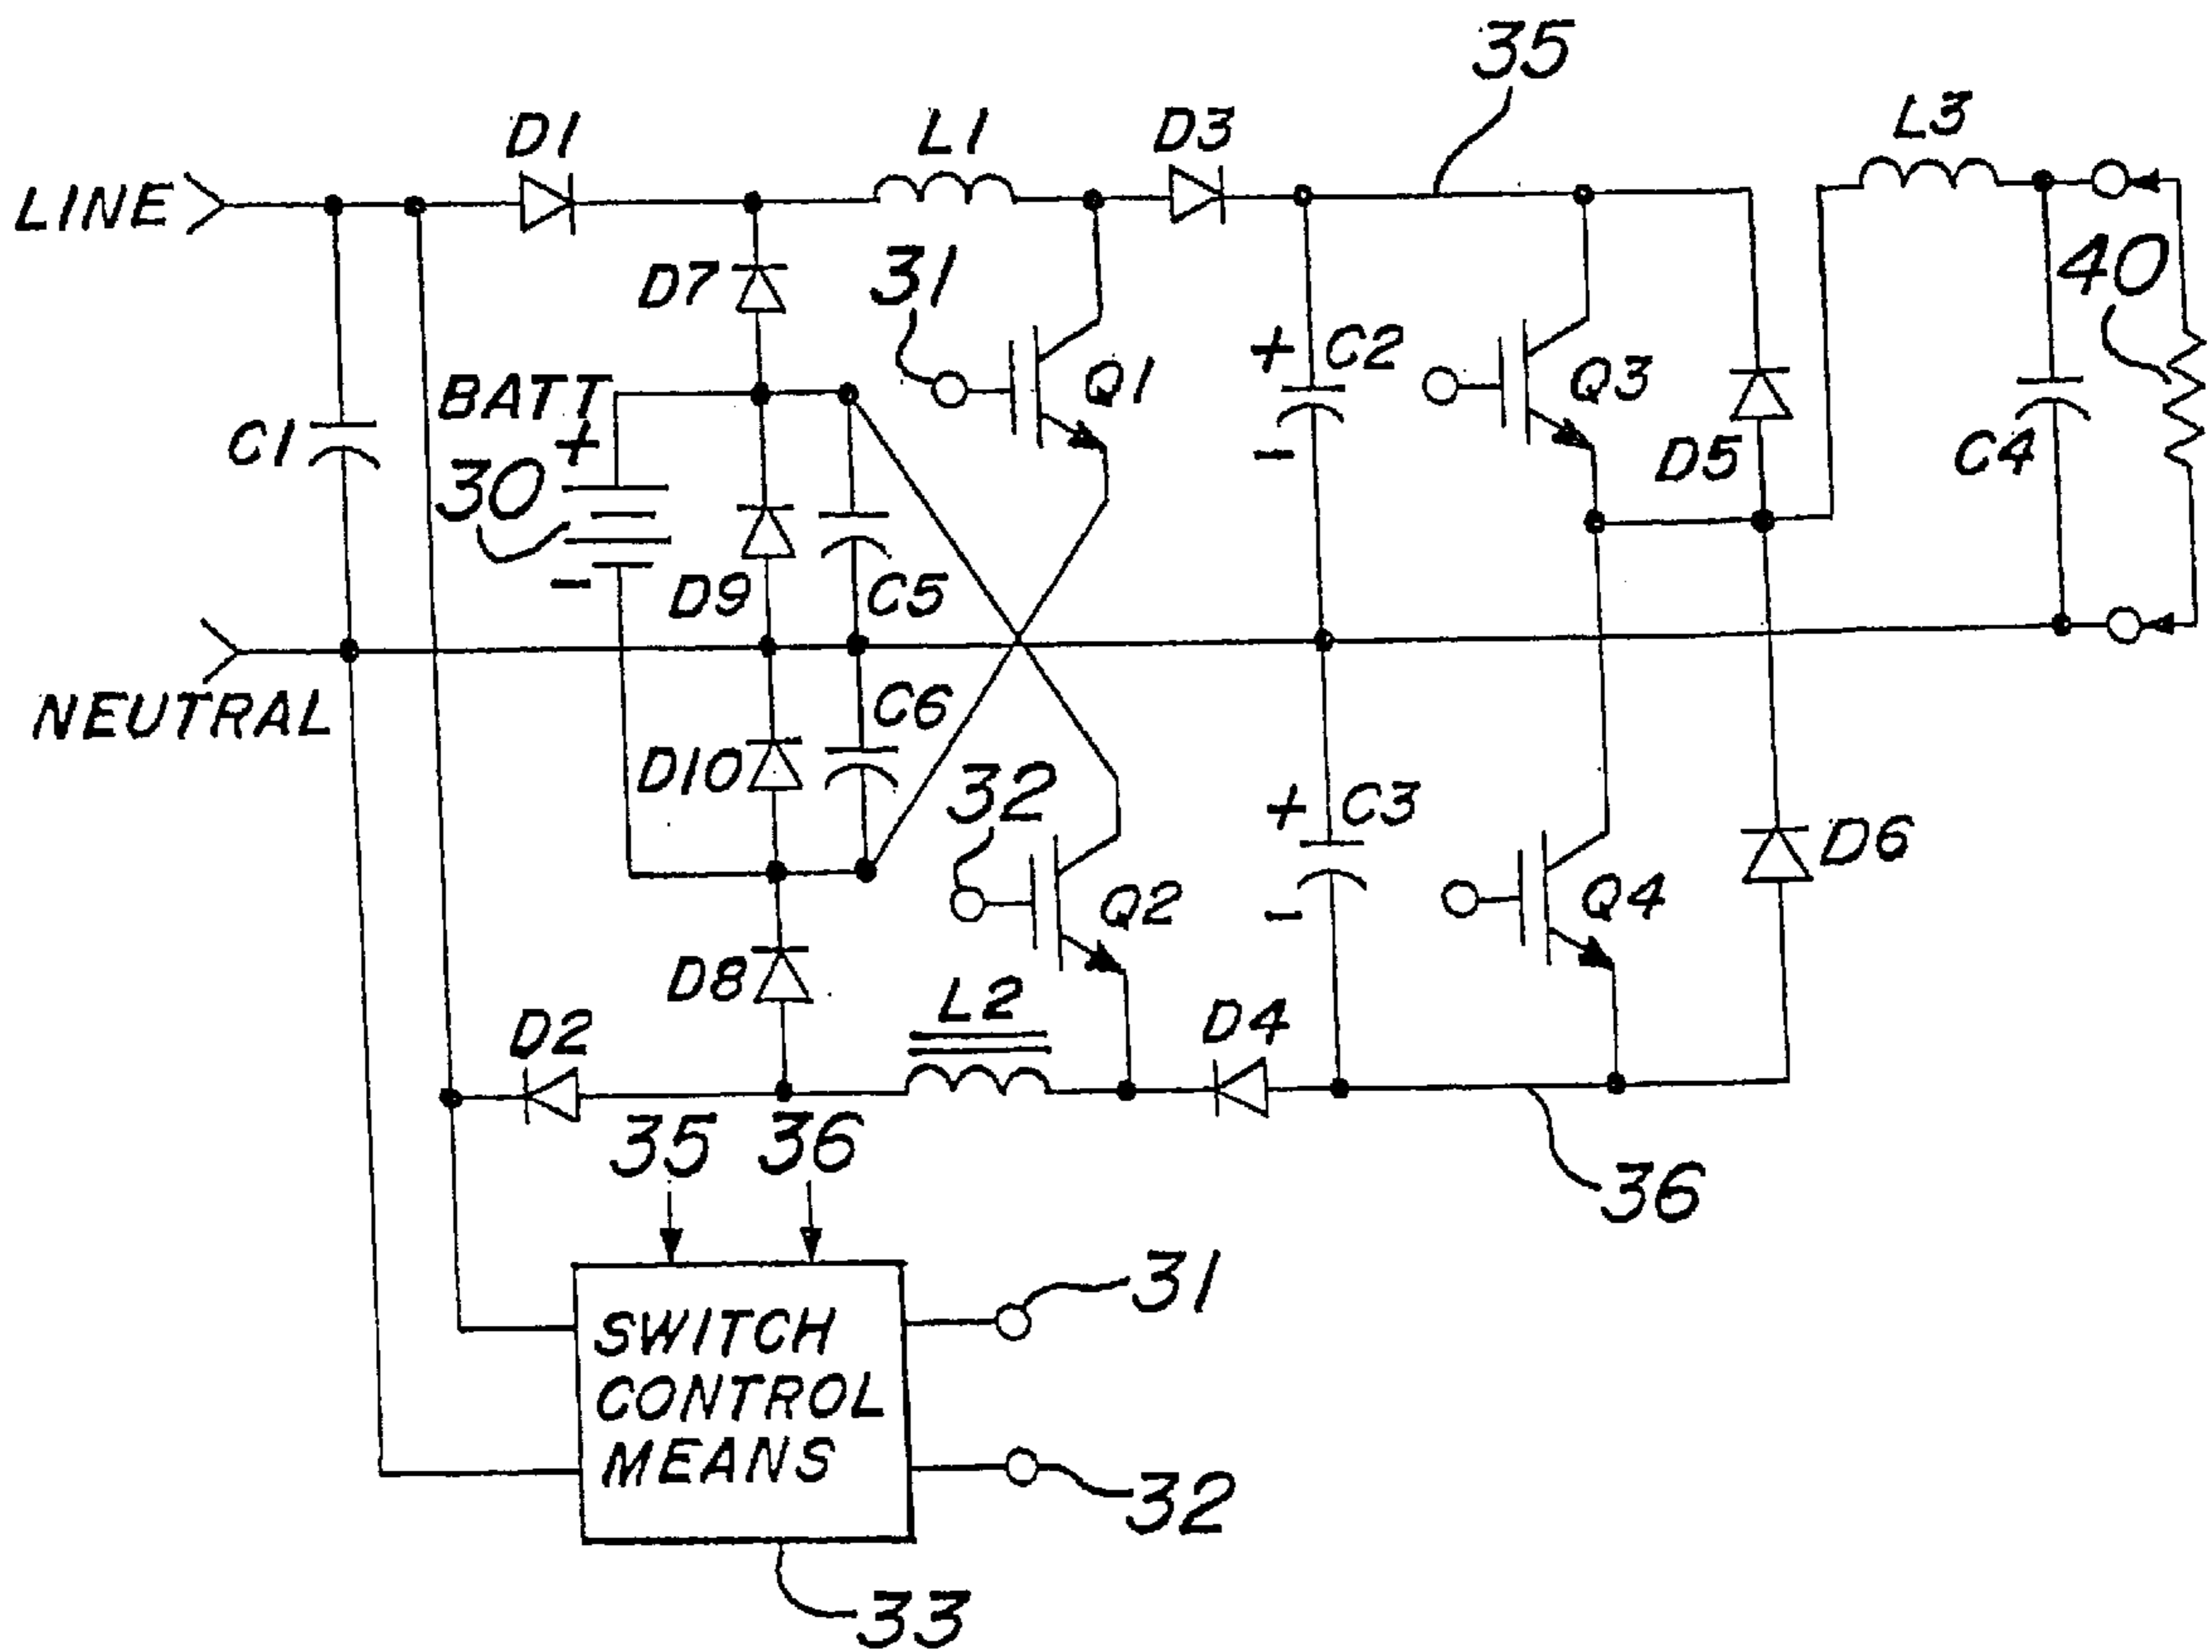 35
D1
L1
D3
L3
LINE
40
D7
31
BATT
+
C2
Q1
Q3
+
C1
30
D5
C4
-
-
D9
C5
NEUTRAL
C6
D10
32
+
C3
D6
Q2
Q4
-
D8
L2
D4
D2
35
36
36
31
SWITCH
CONTROL
MEANS
32
33